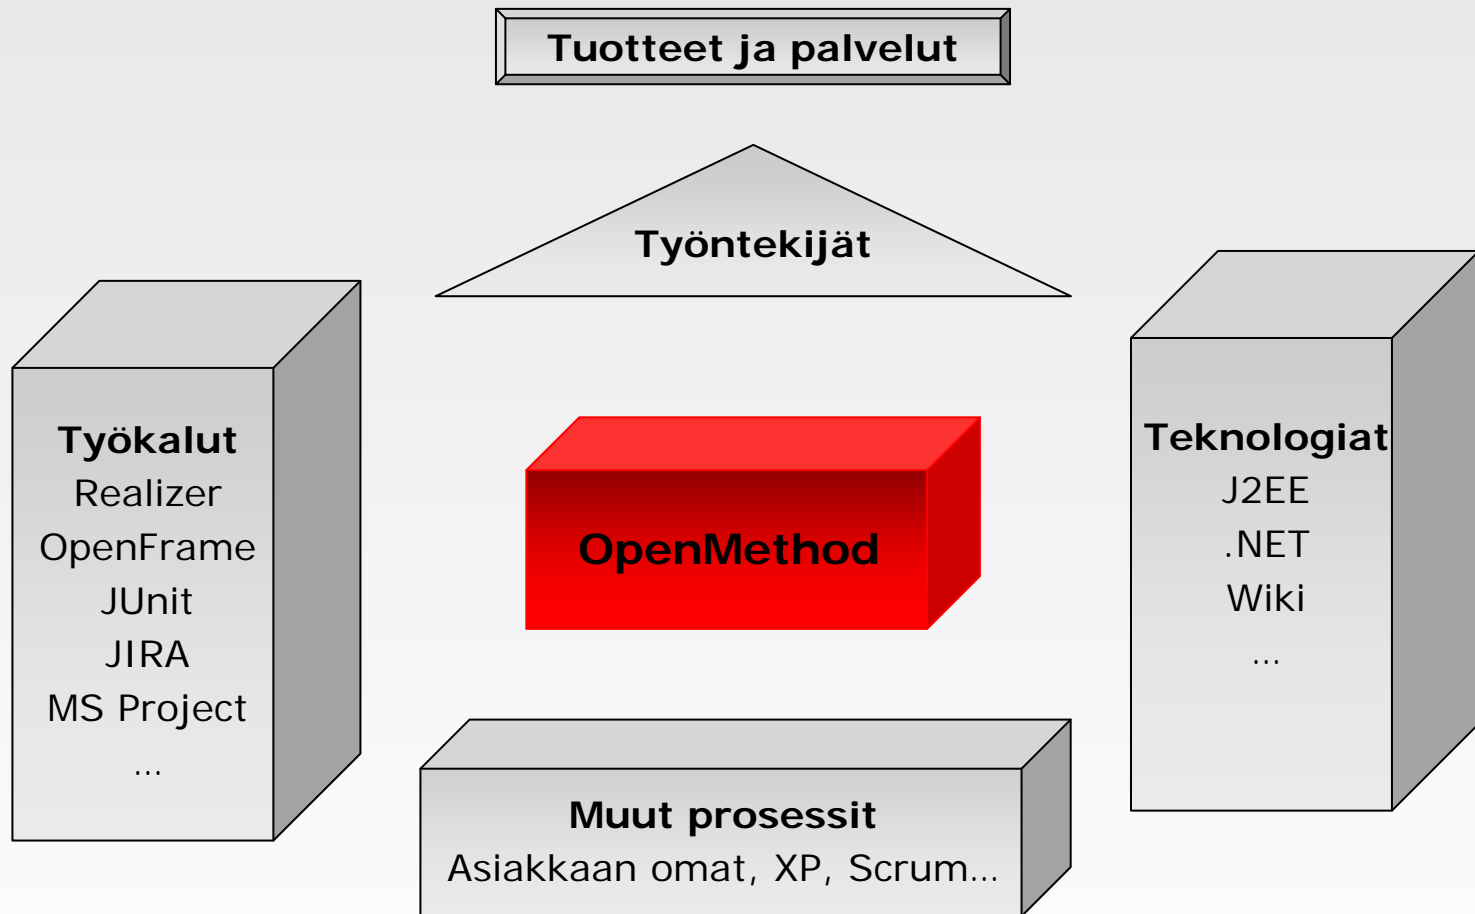 Tuotteet ja palvelut
Työntekijät
Työkalut
Realizer
OpenFrame
JUnit
JIRA
MS Project
...
OpenMethod
Teknologiat
J2EE
.NET
Wiki
...
Muut prosessit
Asiakkaan omat, XP, Scrum...